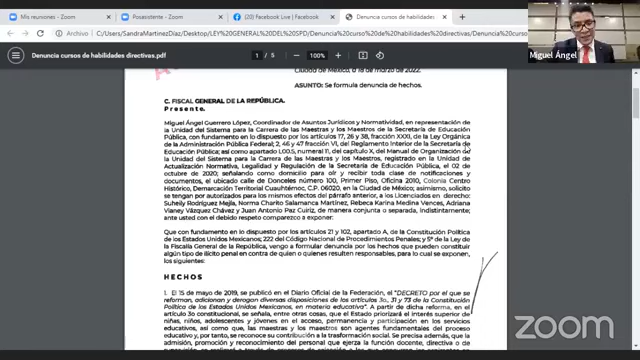 Mis reuniones - Zoom
Posasistente - Zoom
(20) Facebook Live | Facebook
Denuncia cursos de habilidades
C:/Users/SandraMartinezDiaz/Desktop/LEY%20GENERAL%20DEL%20SPD/Denuncia%20curso%20de%20habilidades%20directivas/Denuncia%20cursos%20
Denuncia cursos de habilidades directivas.pdf
1 / 5
100%
Miguel Ángel
Ciudad de México, a 18 de marzo de 2022.
ASUNTO: Se formula denuncia de hechos.
C. FISCAL GENERAL DE LA REPÚBLICA.
Presente.
Miguel Ángel Guerrero López, Coordinador de Asuntos Jurídicos y Normatividad, en representación de
la Unidad del Sistema para la Carrera de las Maestras y los Maestros de la Secretaría de Educación
Pública, con fundamento en lo dispuesto por los artículos 17, 26 y 38, fracción XXXI, de la Ley Orgánica
de la Administración Pública Federal; 2, 46 y 47 fracción VI, del Reglamento Interior de la Secretaría de
Educación Pública; así como apartado 1.00.5, numeral 11, del capítulo X, del Manual de Organización de
la Unidad del Sistema para la Carrera de las Maestras y los Maestros, registrado en la Unidad de
Actualización Normativa, Legalidad y Regulación de la Secretaría de Educación Pública, el 02 de
octubre de 2020; señalando como domicilio para oír y recibir toda clase de notificaciones y
documentos, el ubicado calle de Donceles número 100, Primer Piso, Oficina 2010, Colonia Centro
Histórico, Demarcación Territorial Cuauhtémoc, C.P. 06020, en la Ciudad de México; asimismo, solicito
se tengan por autorizados para los mismos efectos del párrafo anterior, a los Licenciados en derecho:
Suheily Rodríguez Mejía, Norma Charito Salamanca Martínez, Rebeca Karina Medina Vences, Adriana
Vianey Vázquez Chávez y Juan Antonio Paz Cuiriz, de manera conjunta o separada, indistintamente;
ante usted con el debido respeto comparezco a exponer.
Que con fundamento en lo dispuesto por los artículos 21 y 102, apartado A, de la Constitución Política
de los Estados Unidos Mexicanos; 222 del Código Nacional de Procedimientos Penales; y 5° de la Ley de
la Fiscalía General de la República, vengo a formular denuncia por los hechos que pueden constituir
algún tipo de ilícito penal en contra de quien o quienes resulten responsables, para lo cual se exponen,
los siguientes:
HECHOS
1. El 15 de mayo de 2019, se publicó en el Diario Oficial de la Federación, el "DECRETO por el que se
reforman, adicionan y derogan diversas disposiciones de los artículos 3o., 31 y 73 de la Constitución
Política de los Estados Unidos Mexicanos, en materia educativa". A partir de dicha reforma, en el
artículo 3o constitucional, se señala, entre otras cosas, que el Estado priorizará el interés superior de
niñas, niños, adolescentes y jóvenes en el acceso, permanencia y participación en los servicios
educativos, así como que, las maestras y los maestros son agentes fundamentales del proceso
educativo y, por tanto, se reconoce su contribución a la trasformación social. Se precisa además, que la
admisión, promoción y reconocimiento del personal que ejerza la función docente, directiva o de
zoom